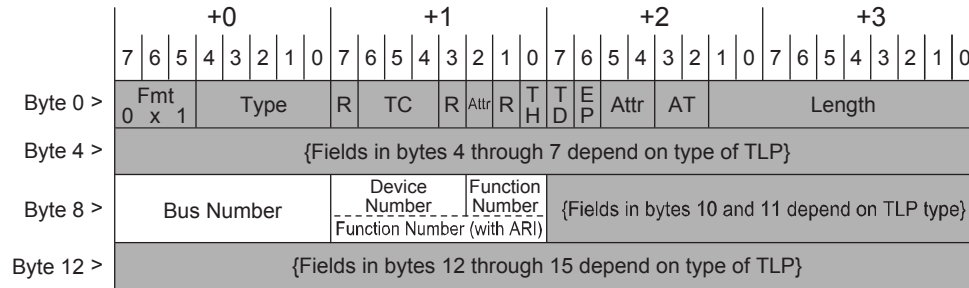 +0 +1 +2 +3
7 6 5 4 3 2 1 0 7 6 5 4 3 2 1 0 7 6 5 4 3 2 1 0 7 6 5 4 3 2 1 0
Byte 0 > Fmt 0 x 1 Type R TC R Attr R TH TD EP Attr AT Length
Byte 4 > {Fields in bytes 4 through 7 depend on type of TLP}
Byte 8 > Bus Number Device Number Function Number {Fields in bytes 10 and 11 depend on TLP type}
Function Number (with ARI)
Byte 12 > {Fields in bytes 12 through 15 depend on type of TLP}